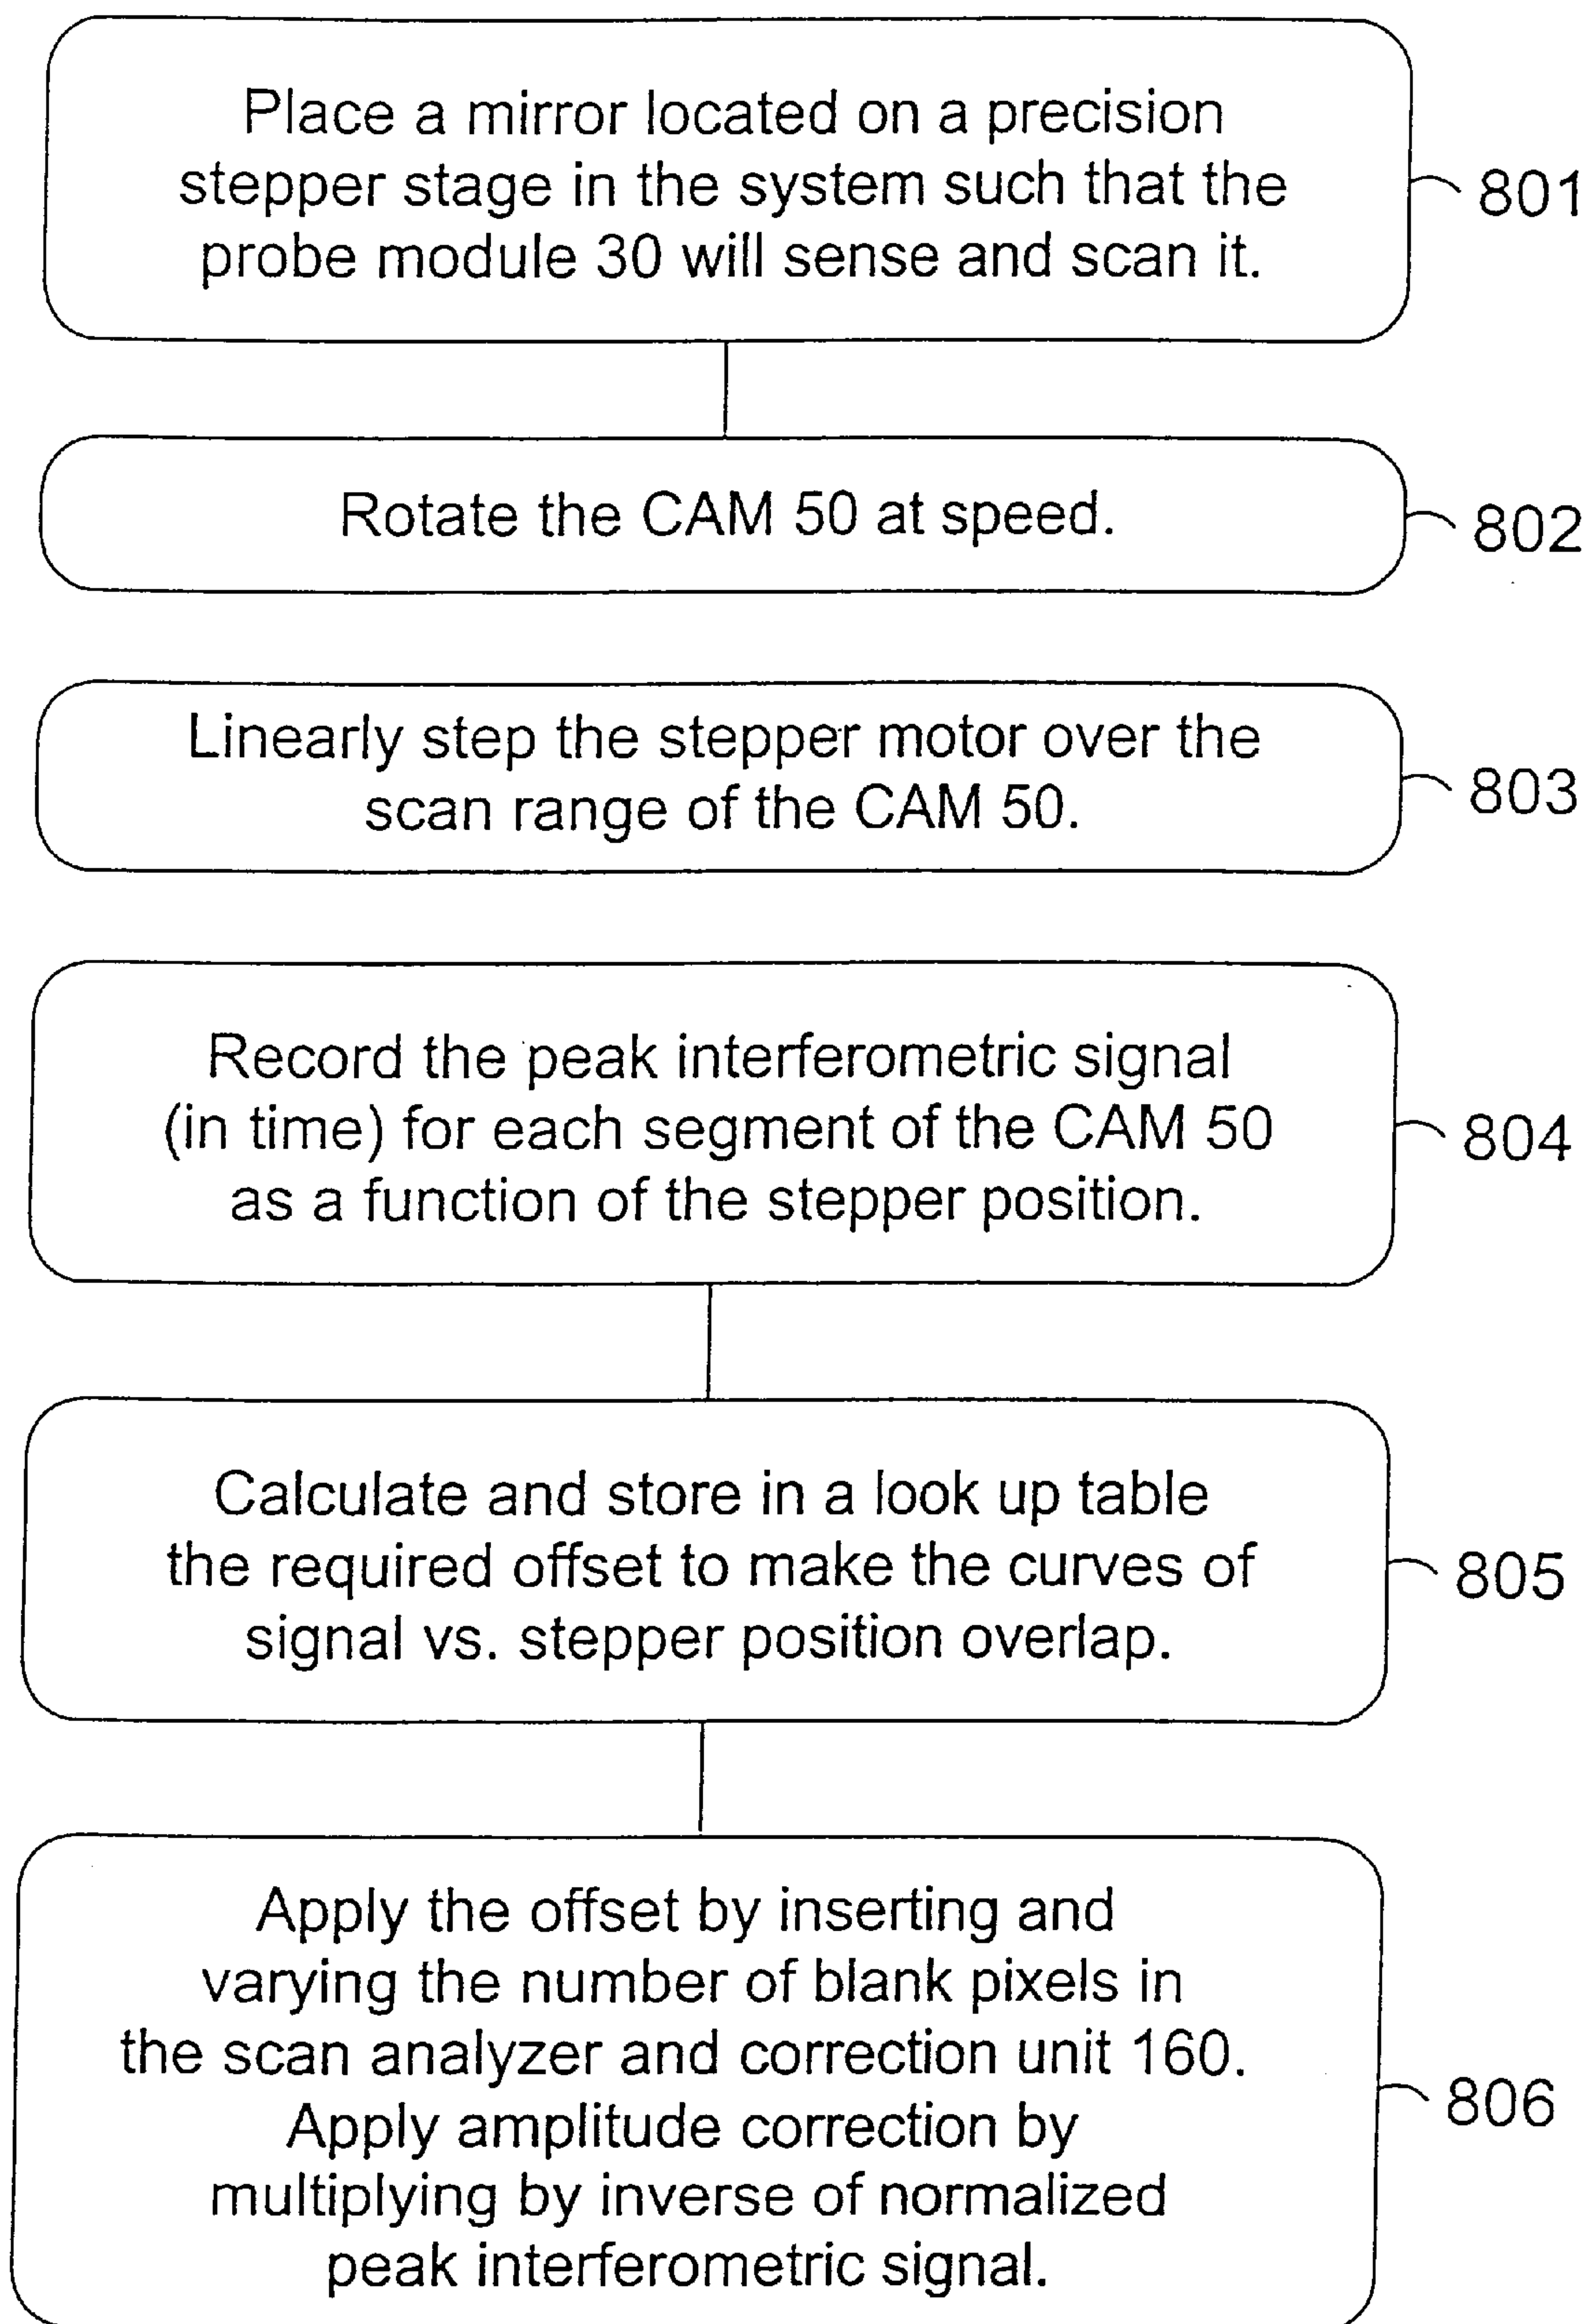 Place a mirror located on a precision
stepper stage in the system such that the
probe module 30 will sense and scan it.
801
Rotate the CAM 50 at speed.
802
Linearly step the stepper motor over the
scan range of the CAM 50.
803
Record the peak interferometric signal
(in time) for each segment of the CAM 50
as a function of the stepper position.
804
Calculate and store in a look up table
the required offset to make the curves of
signal vs. stepper position overlap.
805
Apply the offset by inserting and
varying the number of blank pixels in
the scan analyzer and correction unit 160.
Apply amplitude correction by
multiplying by inverse of normalized
peak interferometric signal.
806